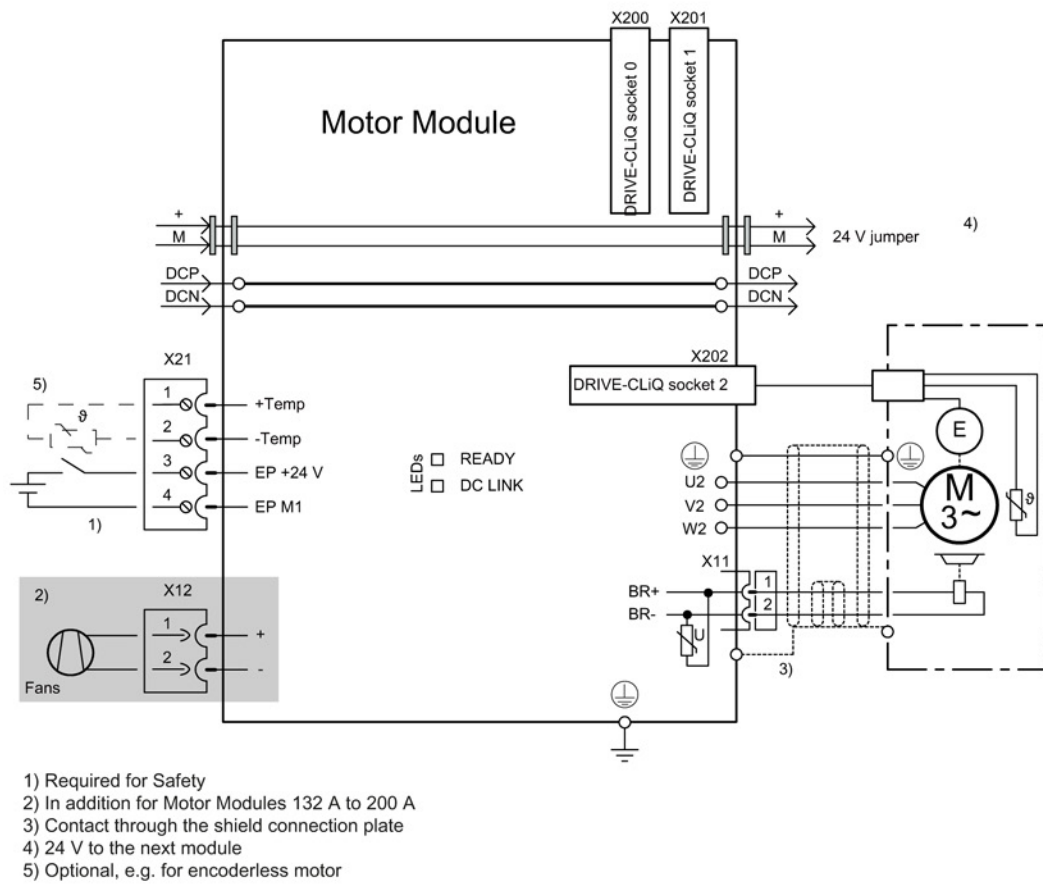 X200 X201
DRIVE-CLiQ socket 0
DRIVE-CLiQ socket 1
Motor Module
+ +
M M 24 V jumper 4)
DCP DCP
DCN DCN
X21 X202
DRIVE-CLiQ socket 2
5)
ϑ
1 +Temp
2 -Temp
3 EP +24 V
4 EP M1
1)
LEDs
READY
DC LINK
E
U2
V2
W2
M
3~
ϑ
X11
BR+ 1
BR- 2
U
3)
2) X12
1 +
2 -
Fans
1) Required for Safety
2) In addition for Motor Modules 132 A to 200 A
3) Contact through the shield connection plate
4) 24 V to the next module
5) Optional, e.g. for encoderless motor